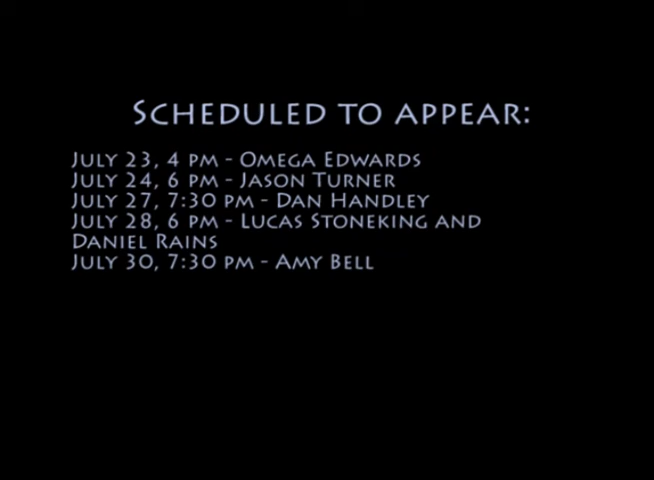 Scheduled to appear:
July 23, 4 pm - Omega Edwards
July 24, 6 pm - Jason Turner
July 27, 7:30 pm - Dan Handley
July 28, 6 pm - Lucas Stoneking and
Daniel Rains
July 30, 7:30 pm - Amy Bell